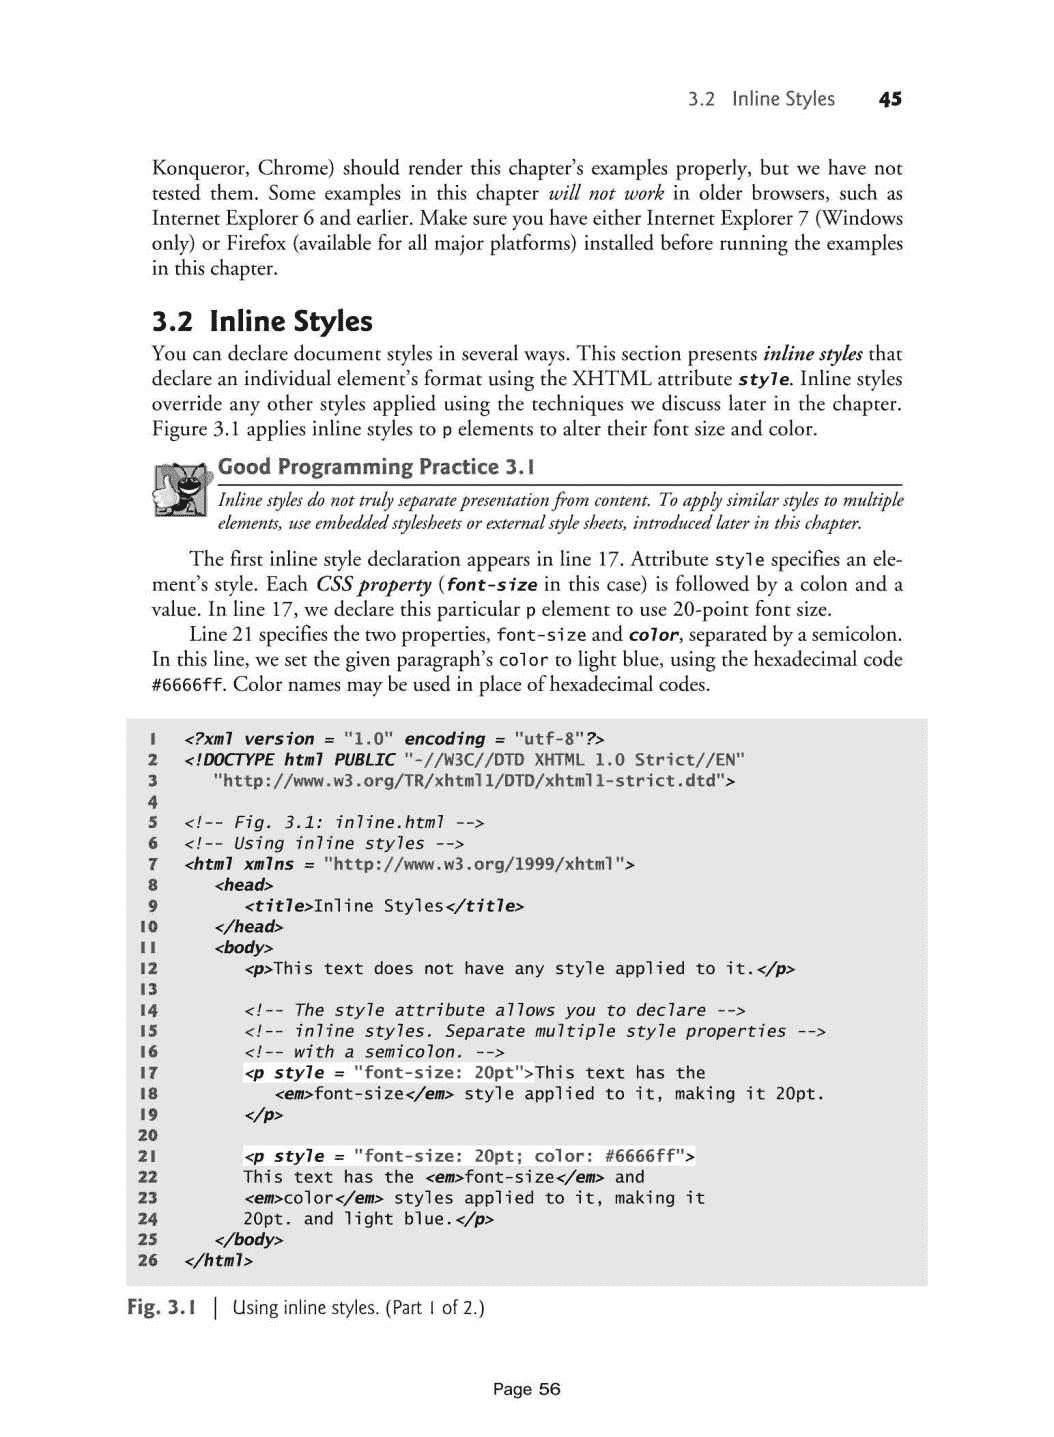 3.2 Inline Styles 45
Konqueror, Chrome) should render this chapter's examples properly, but we have not
tested them. Some examples in this chapter will not work in older browsers, such as
Internet Explorer 6 and earlier. Make sure you have either Internet Explorer 7 (Windows
only) or Firefox (available for all major platforms) installed before running the examples
in this chapter.
3.2 Inline Styles
You can declare document styles in several ways. This section presents inline styles that
declare an individual element's format using the XHTML attribute style. Inline styles
override any other styles applied using the techniques we discuss later in the chapter.
Figure 3.1 applies inline styles to p elements to alter their font size and color.
Good Programming Practice 3.1
Inline styles do not truly separate presentation from content. To apply similar styles to multiple
elements, use embedded stylesheets or external style sheets, introduced later in this chapter.
The first inline style declaration appears in line 17. Attribute style specifies an ele-
ment's style. Each CSS property (font-size in this case) is followed by a colon and a
value. In line 17, we declare this particular p element to use 20-point font size.
Line 21 specifies the two properties, font-size and color, separated by a semicolon.
In this line, we set the given paragraph's color to light blue, using the hexadecimal code
#6666ff. Color names may be used in place of hexadecimal codes.
1 <?xml version = "1.0" encoding = "utf-8"?>
2 <!DOCTYPE html PUBLIC "-//W3C//DTD XHTML 1.0 Strict//EN"
3 "http://www.w3.org/TR/xhtml1/DTD/xhtml1-strict.dtd">
4
5 <!-- Fig. 3.1: inline.html -->
6 <!-- Using inline styles -->
7 <html xmlns = "http://www.w3.org/1999/xhtml">
8 <head>
9 <title>Inline Styles</title>
10 </head>
11 <body>
12 <p>This text does not have any style applied to it.</p>
13
14 <!-- The style attribute allows you to declare -->
15 <!-- inline styles. Separate multiple style properties -->
16 <!-- with a semicolon. -->
17 <p style = "font-size: 20pt">This text has the
18 <em>font-size</em> style applied to it, making it 20pt.
19 </p>
20
21 <p style = "font-size: 20pt; color: #6666ff">
22 This text has the <em>font-size</em> and
23 <em>color</em> styles applied to it, making it
24 20pt. and light blue.</p>
25 </body>
26 </html>
Fig. 3.1 | Using inline styles. (Part 1 of 2.)
Page 56